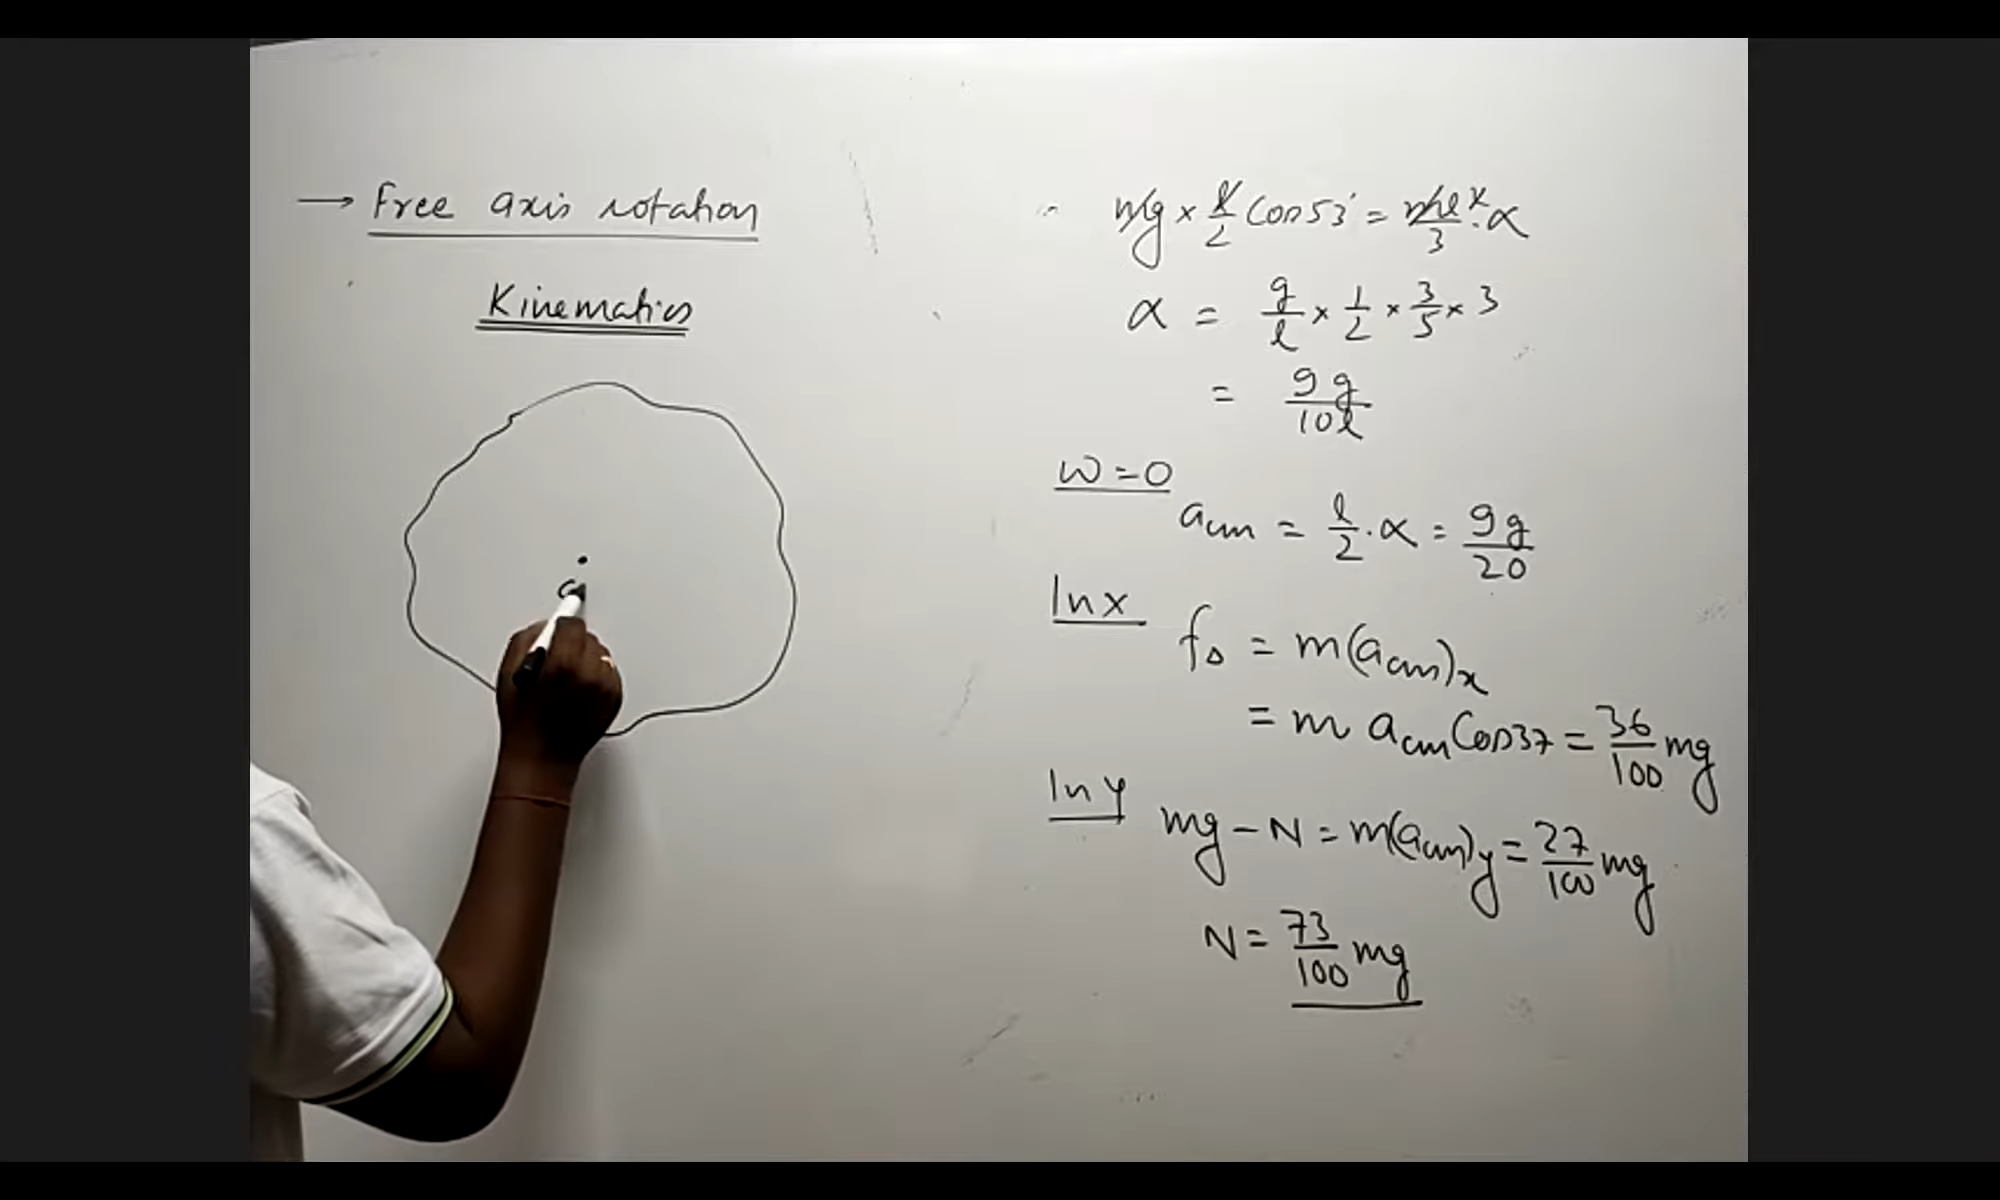 → Free axis rotation
Kinematics
c
mg × l/2 Cos53° = ml²/3 . α
α = g/l × 1/2 × 3/5 × 3
= 9g/10l
ω = 0
acm = l/2 . α = 9g/20
In x
fs = m(acm)x
= m acm Cos37 = 36/100 mg
In y
mg - N = m(acm)y = 27/100 mg
N = 73/100 mg